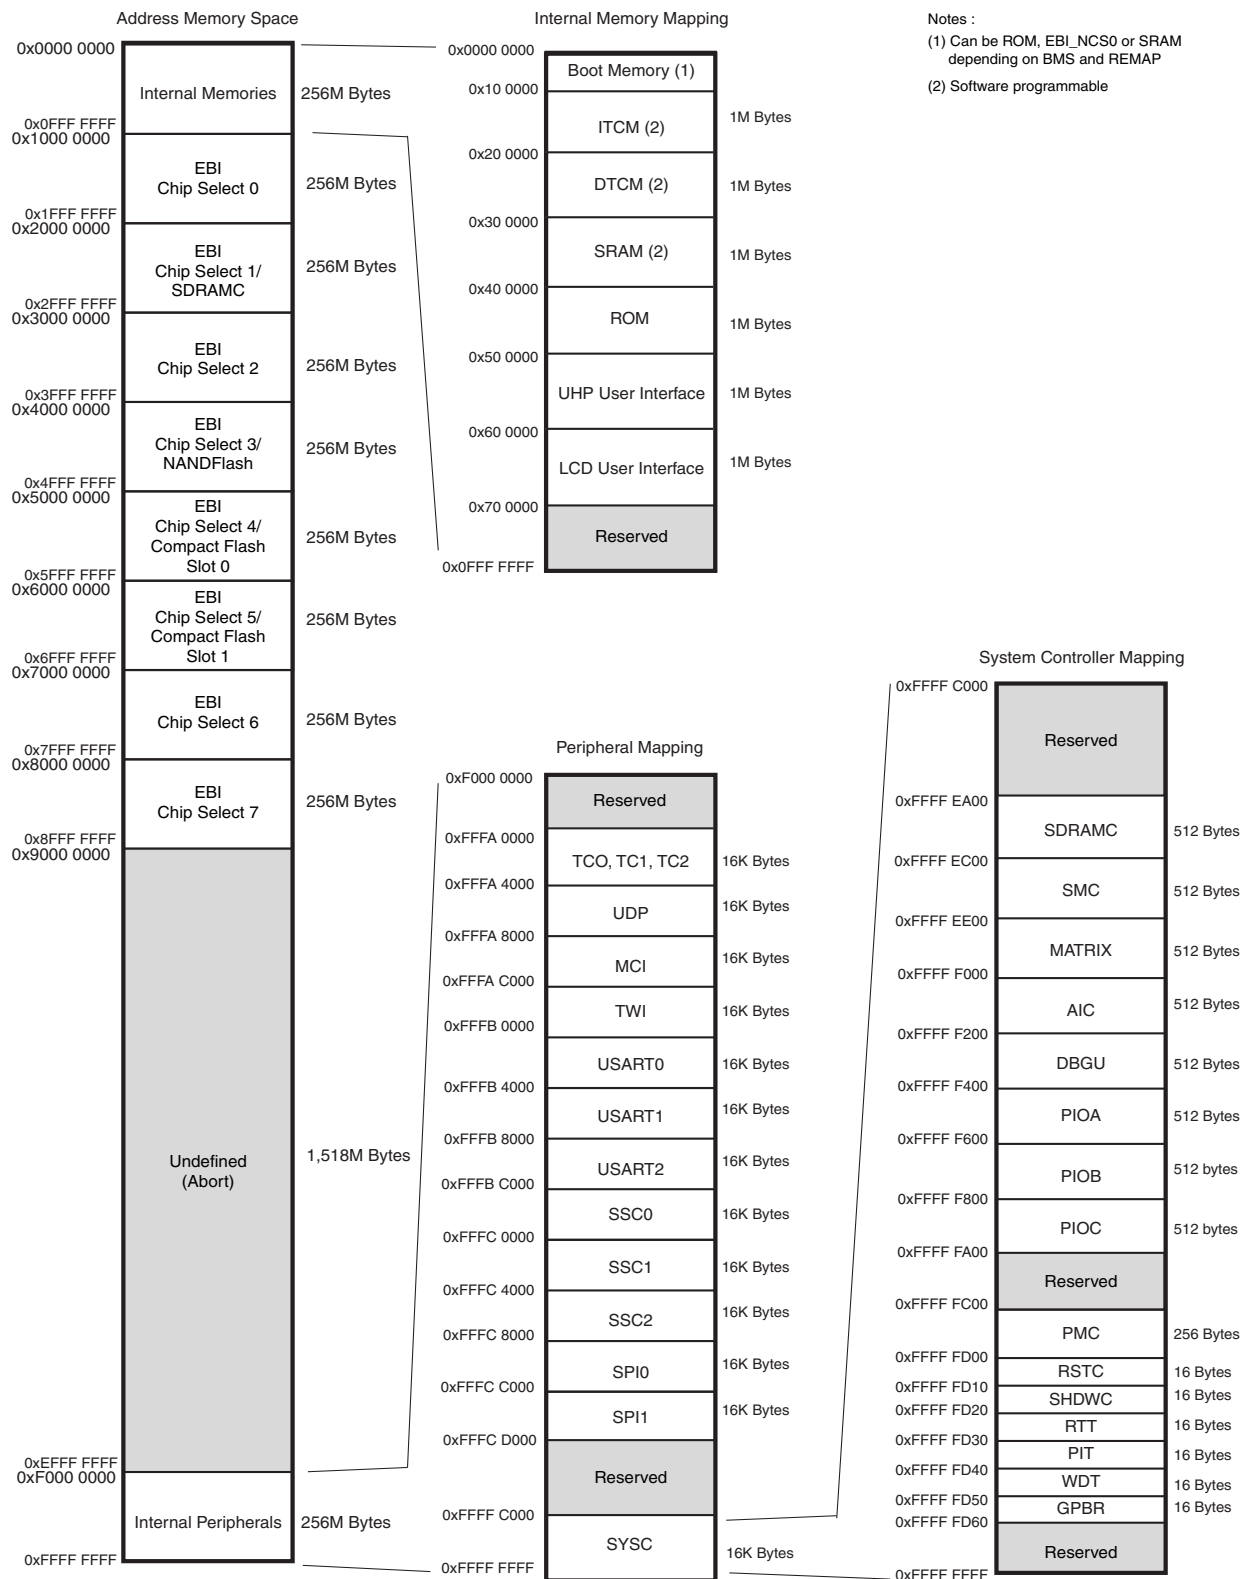 Address Memory Space
0x0000 0000
Internal Memories
256M Bytes
0x0FFF FFFF
0x1000 0000
EBI
Chip Select 0
256M Bytes
0x1FFF FFFF
0x2000 0000
EBI
Chip Select 1/
SDRAMC
256M Bytes
0x2FFF FFFF
0x3000 0000
EBI
Chip Select 2
256M Bytes
0x3FFF FFFF
0x4000 0000
EBI
Chip Select 3/
NANDFlash
256M Bytes
0x4FFF FFFF
0x5000 0000
EBI
Chip Select 4/
Compact Flash
Slot 0
256M Bytes
0x5FFF FFFF
0x6000 0000
EBI
Chip Select 5/
Compact Flash
Slot 1
256M Bytes
0x6FFF FFFF
0x7000 0000
EBI
Chip Select 6
256M Bytes
0x7FFF FFFF
0x8000 0000
EBI
Chip Select 7
256M Bytes
0x8FFF FFFF
0x9000 0000
Undefined
(Abort)
1,518M Bytes
0xEFFF FFFF
0xF000 0000
Internal Peripherals
256M Bytes
0xFFFF FFFF
Internal Memory Mapping
0x0000 0000
Boot Memory (1)
0x10 0000
ITCM (2)
1M Bytes
0x20 0000
DTCM (2)
1M Bytes
0x30 0000
SRAM (2)
1M Bytes
0x40 0000
ROM
1M Bytes
0x50 0000
UHP User Interface
1M Bytes
0x60 0000
LCD User Interface
1M Bytes
0x70 0000
Reserved
0x0FFF FFFF
Notes :
(1) Can be ROM, EBI_NCS0 or SRAM
depending on BMS and REMAP
(2) Software programmable
Peripheral Mapping
0xF000 0000
Reserved
0xFFFA 0000
TCO, TC1, TC2
16K Bytes
0xFFFA 4000
UDP
16K Bytes
0xFFFA 8000
MCI
16K Bytes
0xFFFA C000
TWI
16K Bytes
0xFFFB 0000
USART0
16K Bytes
0xFFFB 4000
USART1
16K Bytes
0xFFFB 8000
USART2
16K Bytes
0xFFFB C000
SSC0
16K Bytes
0xFFFC 0000
SSC1
16K Bytes
0xFFFC 4000
SSC2
16K Bytes
0xFFFC 8000
SPI0
16K Bytes
0xFFFC C000
SPI1
16K Bytes
0xFFFC D000
Reserved
0xFFFF C000
SYSC
16K Bytes
0xFFFF FFFF
System Controller Mapping
0xFFFF C000
Reserved
0xFFFF EA00
SDRAMC
512 Bytes
0xFFFF EC00
SMC
512 Bytes
0xFFFF EE00
MATRIX
512 Bytes
0xFFFF F000
AIC
512 Bytes
0xFFFF F200
DBGU
512 Bytes
0xFFFF F400
PIOA
512 Bytes
0xFFFF F600
PIOB
512 bytes
0xFFFF F800
PIOC
512 bytes
0xFFFF FA00
Reserved
0xFFFF FC00
PMC
256 Bytes
0xFFFF FD00
RSTC
16 Bytes
0xFFFF FD10
SHDWC
16 Bytes
0xFFFF FD20
RTT
16 Bytes
0xFFFF FD30
PIT
16 Bytes
0xFFFF FD40
WDT
16 Bytes
0xFFFF FD50
GPBR
16 Bytes
0xFFFF FD60
Reserved
0xFFFF FFFF